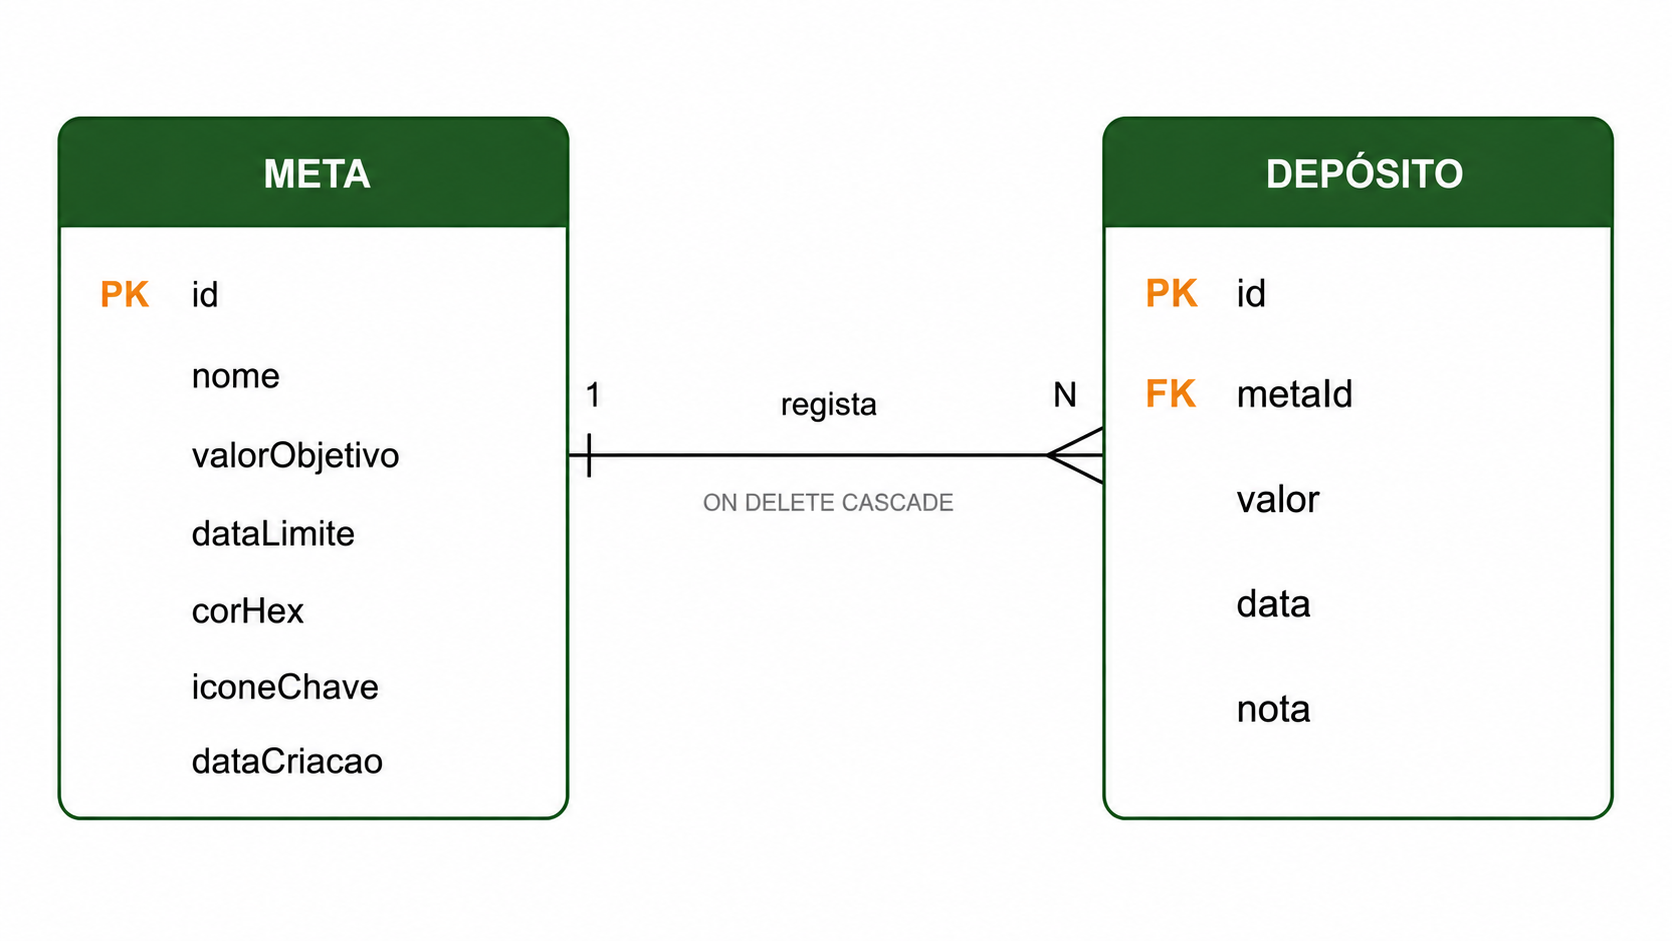 META
PK id
nome
valorObjetivo
dataLimite
corHex
iconeChave
dataCriacao
1
regista
N
ON DELETE CASCADE
DEPÓSITO
PK id
FK metaId
valor
data
nota